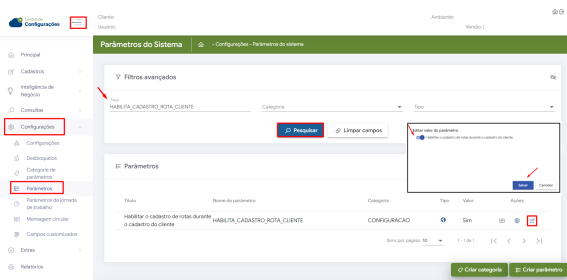 Configurações
Cliente:
Usuário:
Ambiente:
Versão:
Principal
Cadastros
Inteligência de
Negócio
Consultas
Configurações
Configurações
Desbloqueios
Categoria de
parâmetros
Parâmetros
Parâmetros da jornada
de trabalho
Mensagem circular
Campos customizados
Extras
Relatórios
Parâmetros do Sistema
- Configurações - Parâmetros do sistema
Filtros avançados
Título
HABILITA_CADASTRO_ROTA_CLIENTE
Categoria
Tipo
Pesquisar
Limpar campos
Editar valor do parâmetro
Habilitar o cadastro de rotas durante o cadastro do cliente
Salvar
Cancelar
Parâmetros
Título
Nome do parâmetro
Categoria
Tipo
Valor
Ações
Habilitar o cadastro de rotas durante
o cadastro do cliente
HABILITA_CADASTRO_ROTA_CLIENTE
CONFIGURACAO
Sim
Itens por página: 10
1 - 1 de 1
Criar categoria
Criar parâmetro